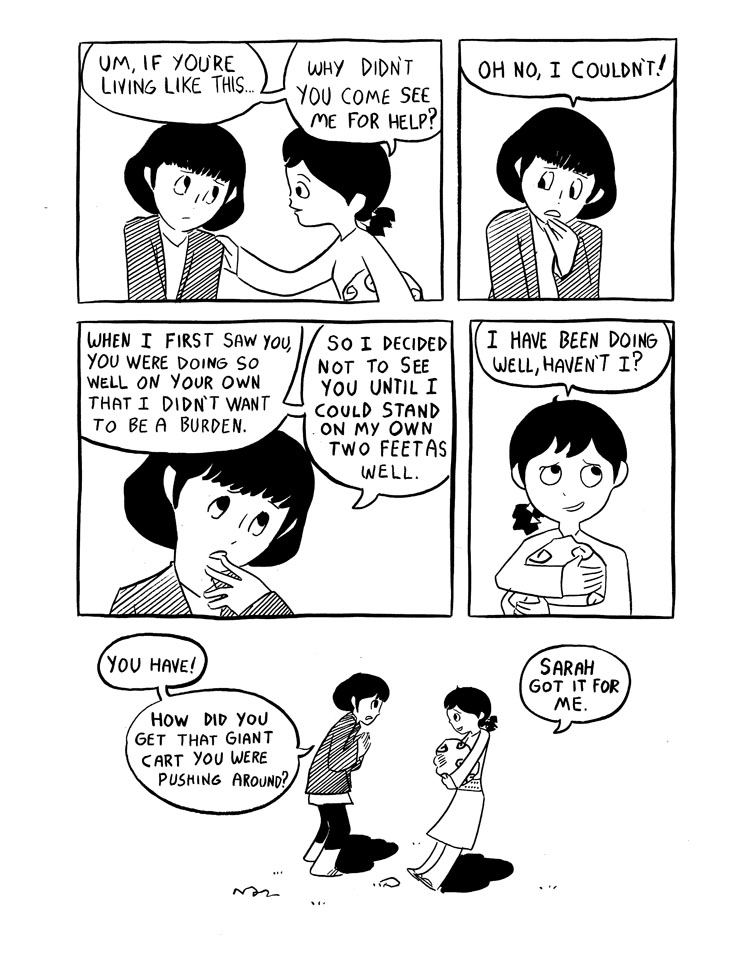 UM, IF YOU'RE
LIVING LIKE THIS...
WHY DIDN'T
YOU COME SEE
ME FOR HELP?
OH NO, I COULDN'T!
WHEN I FIRST SAW YOU,
YOU WERE DOING SO
WELL ON YOUR OWN
THAT I DIDN'T WANT
TO BE A BURDEN.
SO I DECIDED
NOT TO SEE
YOU UNTIL I
COULD STAND
ON MY OWN
TWO FEET AS
WELL.
I HAVE BEEN DOING
WELL, HAVEN'T I?
YOU HAVE!
HOW DID YOU
GET THAT GIANT
CART YOU WERE
PUSHING AROUND?
SARAH
GOT IT FOR
ME.